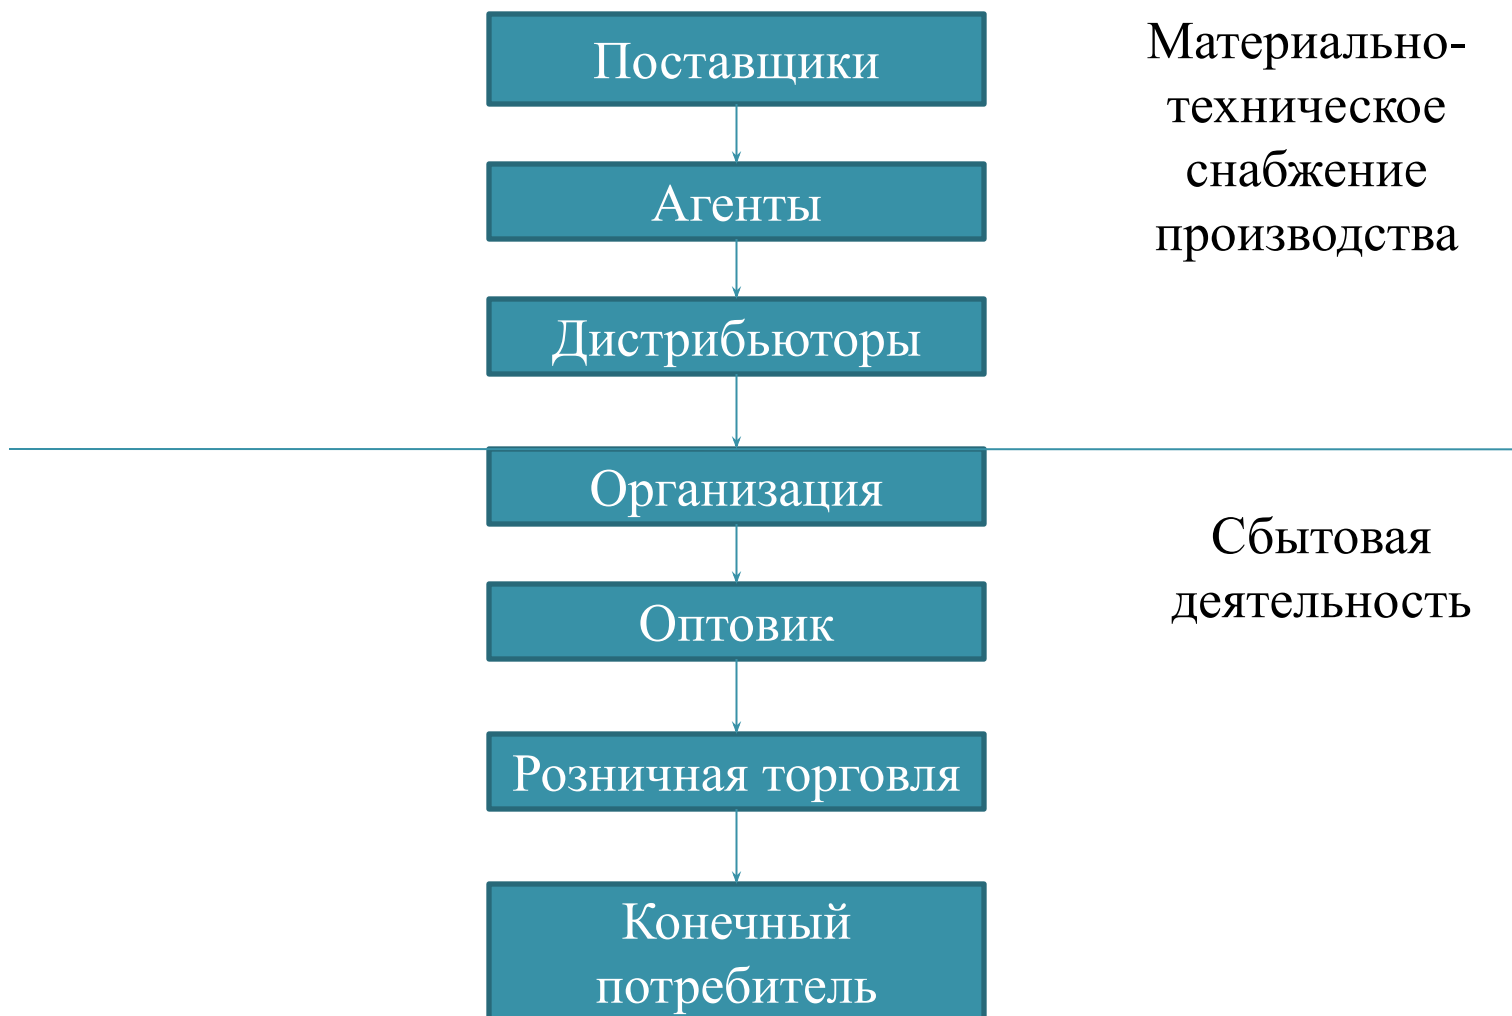 Поставщики
Материально-
техническое
снабжение
производства
Агенты
Дистрибьюторы
Организация
Сбытовая
деятельность
Оптовик
Розничная торговля
Конечный
потребитель